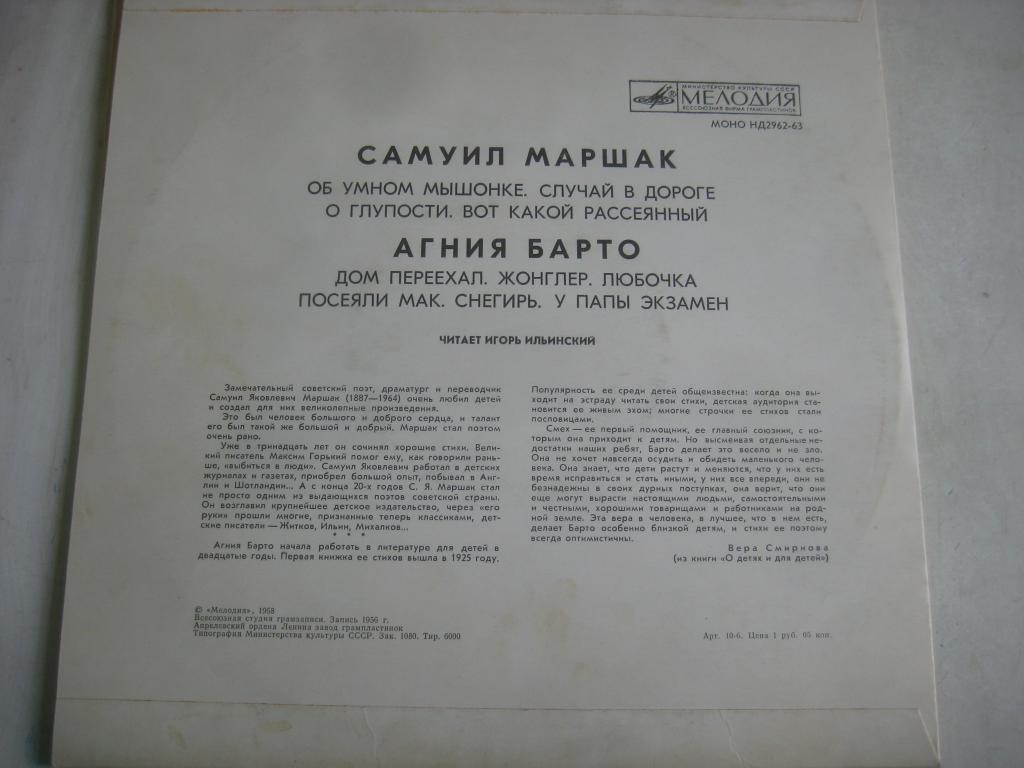 МИНИСТЕРСТВО КУЛЬТУРЫ СССР
МЕЛОДИЯ
ВСЕСОЮЗНАЯ ФИРМА ГРАМПЛАСТИНОК
МОНО НД2962-63
САМУИЛ МАРШАК
ОБ УМНОМ МЫШОНКЕ. СЛУЧАЙ В ДОРОГЕ
О ГЛУПОСТИ. ВОТ КАКОЙ РАССЕЯННЫЙ
АГНИЯ БАРТО
ДОМ ПЕРЕЕХАЛ. ЖОНГЛЕР. ЛЮБОЧКА
ПОСЕЯЛИ МАК. СНЕГИРЬ. У ПАПЫ ЭКЗАМЕН
ЧИТАЕТ ИГОРЬ ИЛЬИНСКИЙ
Замечательный советский поэт, драматург и переводчик
Самуил Яковлевич Маршак (1887—1964) очень любил детей
и создал для них великолепные произведения.
Это был человек большого и доброго сердца, и талант
его был такой же большой и добрый. Маршак стал поэтом
очень рано.
Уже в тринадцать лет он сочинял хорошие стихи. Вели-
кий писатель Максим Горький помог ему, как говорили рань-
ше, «выбиться в люди». Самуил Яковлевич работал в детских
журналах и газетах, приобрел большой опыт, побывал в Анг-
лии и Шотландии... А с конца 20-х годов С. Я. Маршак стал
не просто одним из выдающихся поэтов советской страны.
Он возглавил крупнейшее детское издательство, через «его
руки» прошли многие, признанные теперь классиками, дет-
ские писатели — Житков, Ильин, Михалков...
* * *
Агния Барто начала работать в литературе для детей в
двадцатые годы. Первая книжка ее стихов вышла в 1925 году.
Популярность ее среди детей общеизвестна: когда она вы-
ходит на эстраду читать свои стихи, детская аудитория ста-
новится ее живым эхом; многие строчки ее стихов стали
пословицами.
Смех — ее первый помощник, ее главный союзник, с ко-
торым она приходит к детям. Но высмеивая отдельные не-
достатки наших ребят, Барто делает это весело и не зло.
Она не хочет навсегда осудить и обидеть маленького чело-
века. Она знает, что дети растут и меняются, что у них есть
время исправиться и стать иными, у них все впереди, они не
безнадежны в своих дурных поступках, она верит, что они
еще могут вырасти настоящими людьми, самостоятельными
и честными, хорошими товарищами и работниками на род-
ной земле. Эта вера в человека, в лучшее, что в нем есть,
делает Барто особенно близкой детям, и стихи ее поэтому
всегда оптимистичны.
Вера Смирнова
(из книги «О детях и для детей»)
© «Мелодия», 1968
Всесоюзная студия грамзаписи. Запись 1956 г.
Апрелевский ордена Ленина завод грампластинок
Типография Министерства культуры СССР. Зак. 1080. Тир. 6000
Арт. 10-6. Цена 1 руб. 05 коп.